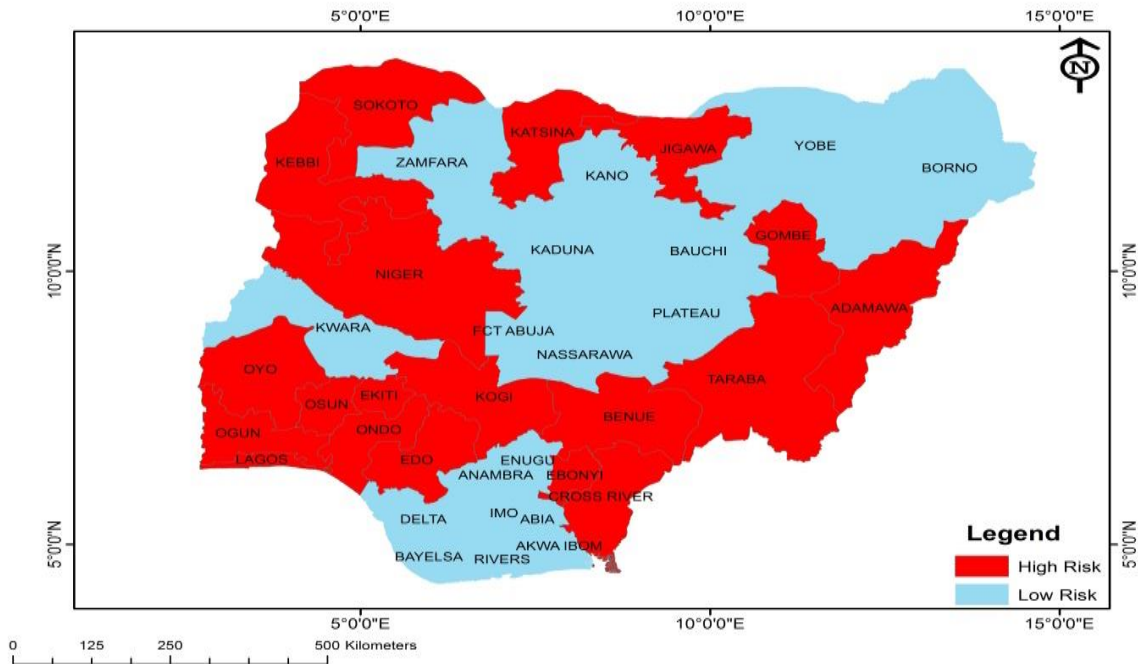 5°0'0"E
10°0'0"E
15°0'0"E
N
SOKOTO
KATSINA
JIGAWA
YOBE
KEBBI
ZAMFARA
KANO
BORNO
GOMBE
KADUNA
BAUCHI
10°0'0"N
NIGER
10°0'0"N
ADAMAWA
PLATEAU
KWARA
FCT ABUJA
NASSARAWA
OYO
TARABA
EKITI
KOGI
OSUN
BENUE
OGUN
ONDO
LAGOS
EDO
ENUGU
ANAMBRA
EBONYI
CROSS RIVER
DELTA
IMO
ABIA
5°0'0"N
AKWA IBOM
BAYELSA
RIVERS
5°0'0"N
Legend
High Risk
Low Risk
5°0'0"E
10°0'0"E
15°0'0"E
0 125 250 500 Kilometers